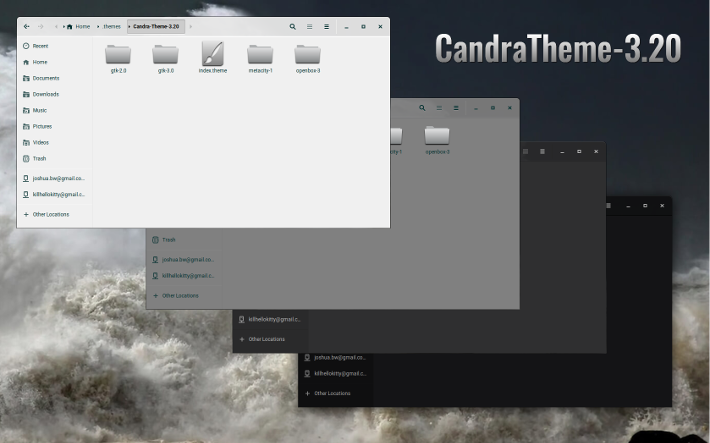 Home
.themes
Candra-Theme-3.20
CandraTheme-3.20
Recent
Home
Documents
Downloads
Music
Pictures
Videos
Trash
joshua.bw@gmail.co...
killhellokitty@gmail.c...
Other Locations
gtk-2.0
gtk-3.0
index.theme
metacity-1
openbox-3
openbox-3
Trash
joshua.bw@gmail.co...
killhellokitty@gmail.c...
Other Locations
killhellokitty@gmail.c...
Other Locations
joshua.bw@gmail.co...
killhellokitty@gmail.c...
Other Locations